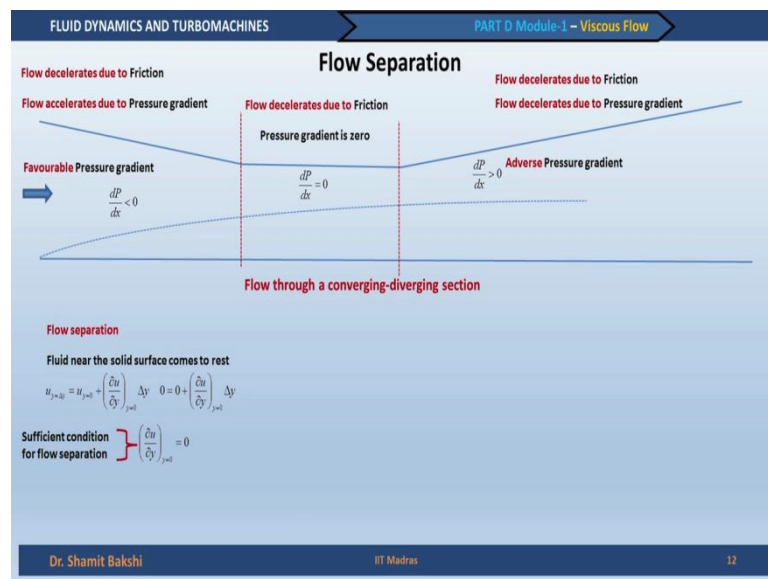 FLUID DYNAMICS AND TURBOMACHINES
PART D Module-1 – Viscous Flow
Flow Separation
Flow decelerates due to Friction
Flow accelerates due to Pressure gradient
Flow decelerates due to Friction
Pressure gradient is zero
Flow decelerates due to Friction
Flow decelerates due to Pressure gradient
Favourable Pressure gradient
dP/dx < 0
dP/dx = 0
dP/dx > 0
Adverse Pressure gradient
Flow through a converging-diverging section
Flow separation
Fluid near the solid surface comes to rest
u_{y=Δy} = u_{y=0} + (∂u/∂y)_{y=0} Δy 0 = 0 + (∂u/∂y)_{y=0} Δy
Sufficient condition
for flow separation } (∂u/∂y)_{y=0} = 0
Dr. Shamit Bakshi
IIT Madras
12